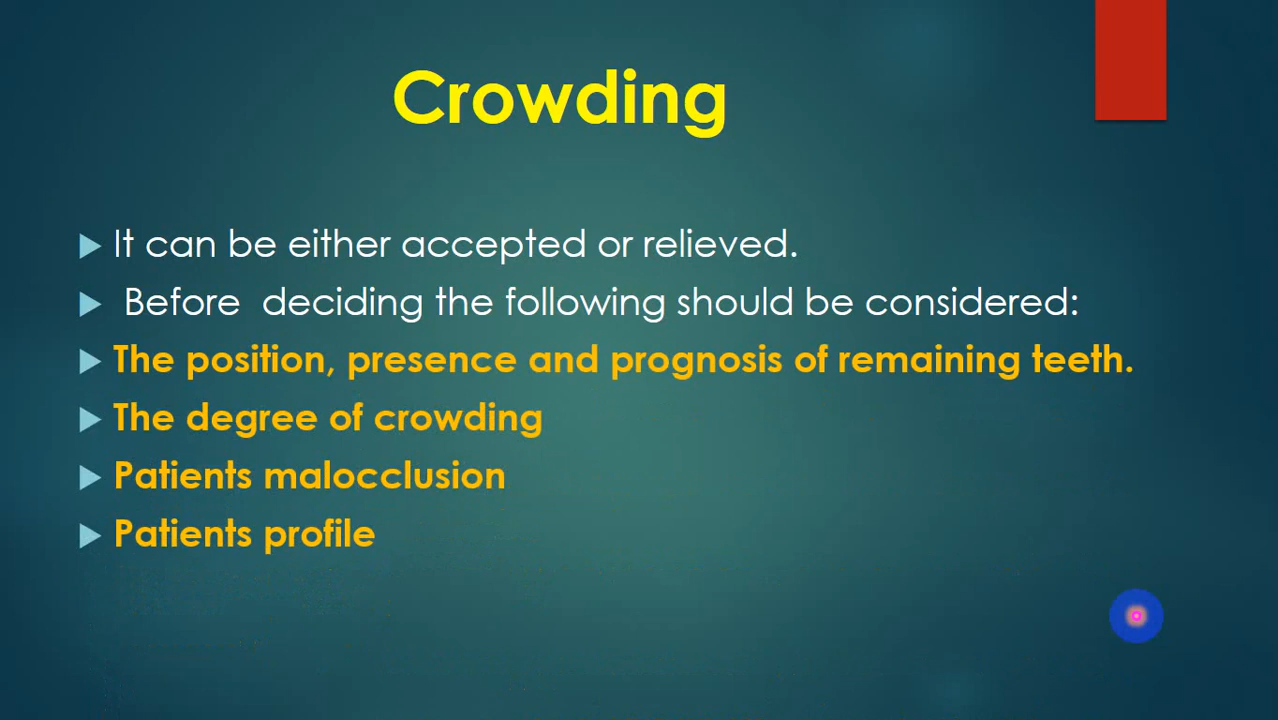 Crowding
It can be either accepted or relieved.
Before deciding the following should be considered:
The position, presence and prognosis of remaining teeth.
The degree of crowding
Patients malocclusion
Patients profile